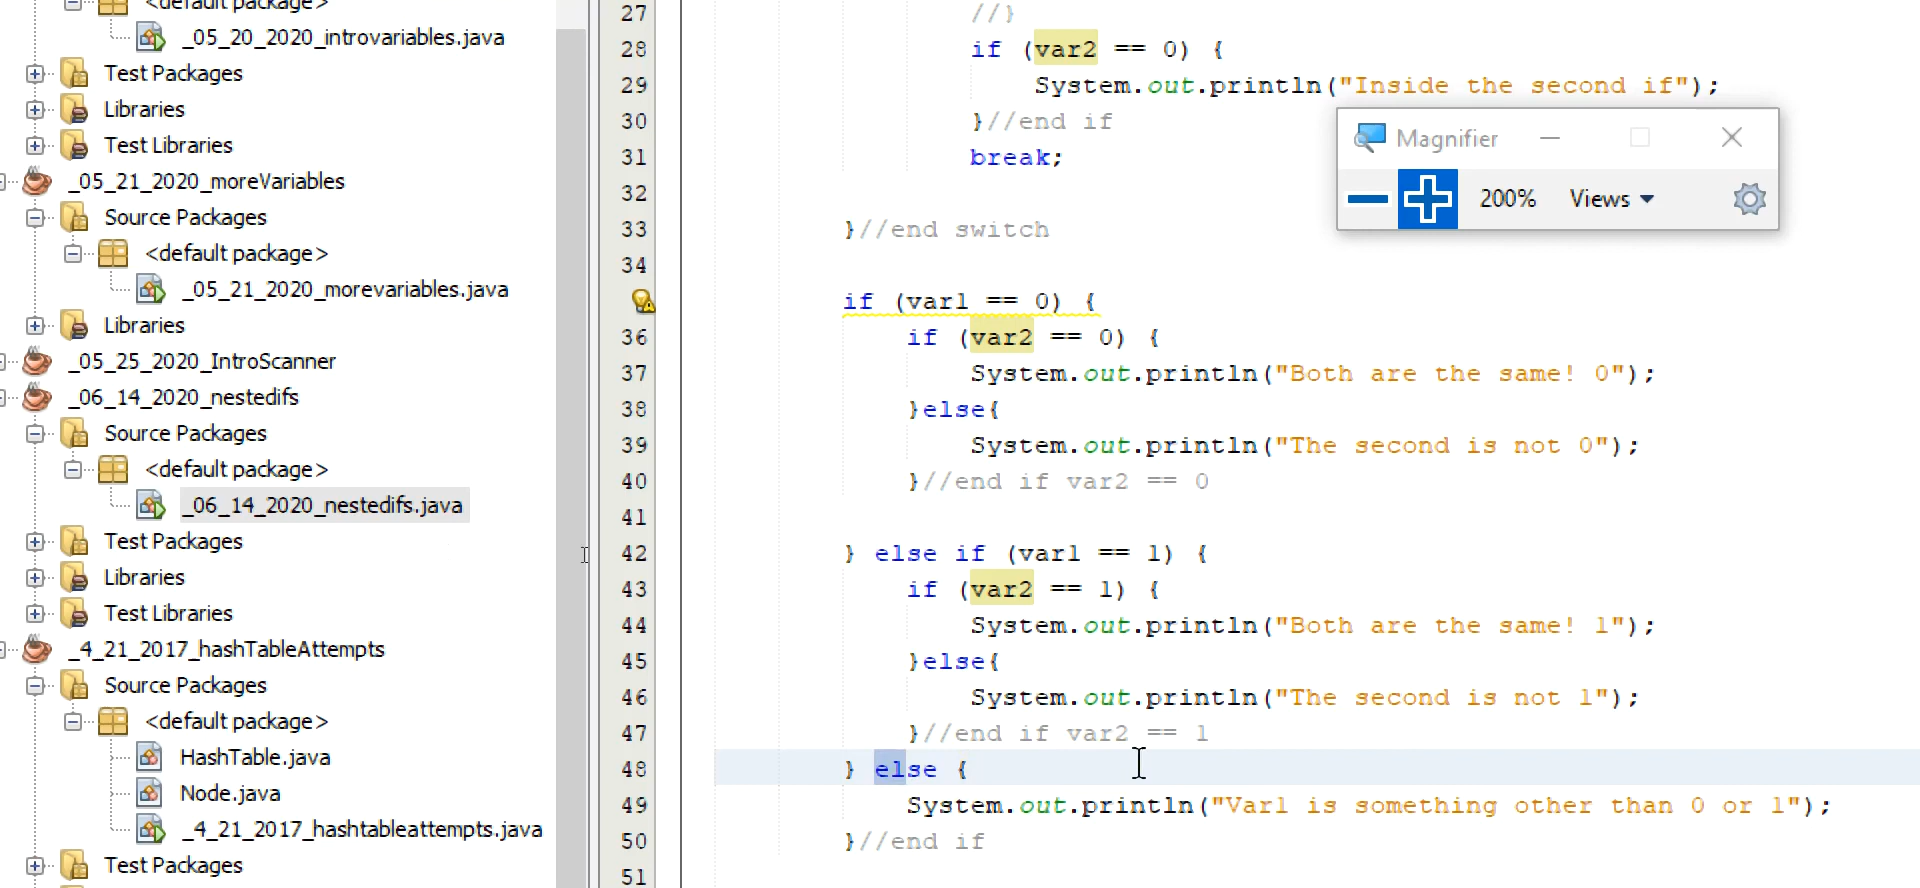 <default package>
_05_20_2020_introvariables.java
Test Packages
Libraries
Test Libraries
_05_21_2020_moreVariables
Source Packages
<default package>
_05_21_2020_morevariables.java
Libraries
_05_25_2020_IntroScanner
_06_14_2020_nestedifs
Source Packages
<default package>
_06_14_2020_nestedifs.java
Test Packages
Libraries
Test Libraries
_4_21_2017_hashTableAttempts
Source Packages
<default package>
HashTable.java
Node.java
_4_21_2017_hashtableattempts.java
Test Packages
27 //}
28 if (var2 == 0) {
29 System.out.println("Inside the second if");
30 }//end if
31 break;
32
33 }//end switch
34
if (var1 == 0) {
36 if (var2 == 0) {
37 System.out.println("Both are the same! 0");
38 }else{
39 System.out.println("The second is not 0");
40 }//end if var2 == 0
41
42 } else if (var1 == 1) {
43 if (var2 == 1) {
44 System.out.println("Both are the same! 1");
45 }else{
46 System.out.println("The second is not 1");
47 }//end if var2 == 1
48 } else {
49 System.out.println("Var1 is something other than 0 or 1");
50 }//end if
51
Magnifier
200% Views